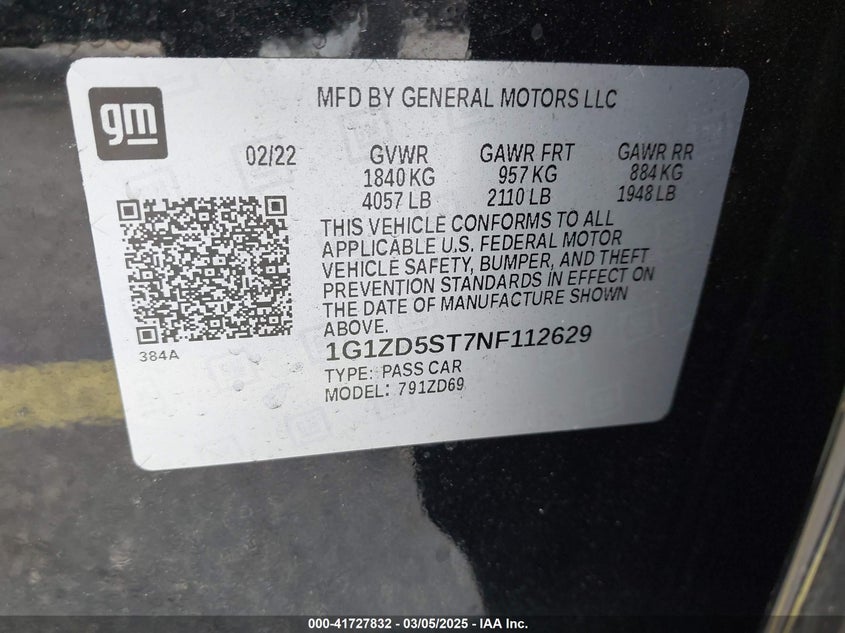 gm
MFD BY GENERAL MOTORS LLC
02/22 GVWR GAWR FRT GAWR RR
1840 KG 957 KG 884 KG
4057 LB 2110 LB 1948 LB
THIS VEHICLE CONFORMS TO ALL
APPLICABLE U.S. FEDERAL MOTOR
VEHICLE SAFETY, BUMPER, AND THEFT
PREVENTION STANDARDS IN EFFECT ON
THE DATE OF MANUFACTURE SHOWN
ABOVE.
384A
1G1ZD5ST7NF112629
TYPE: PASS CAR
MODEL: 791ZD69
000-41727832 - 03/05/2025 - IAA Inc.